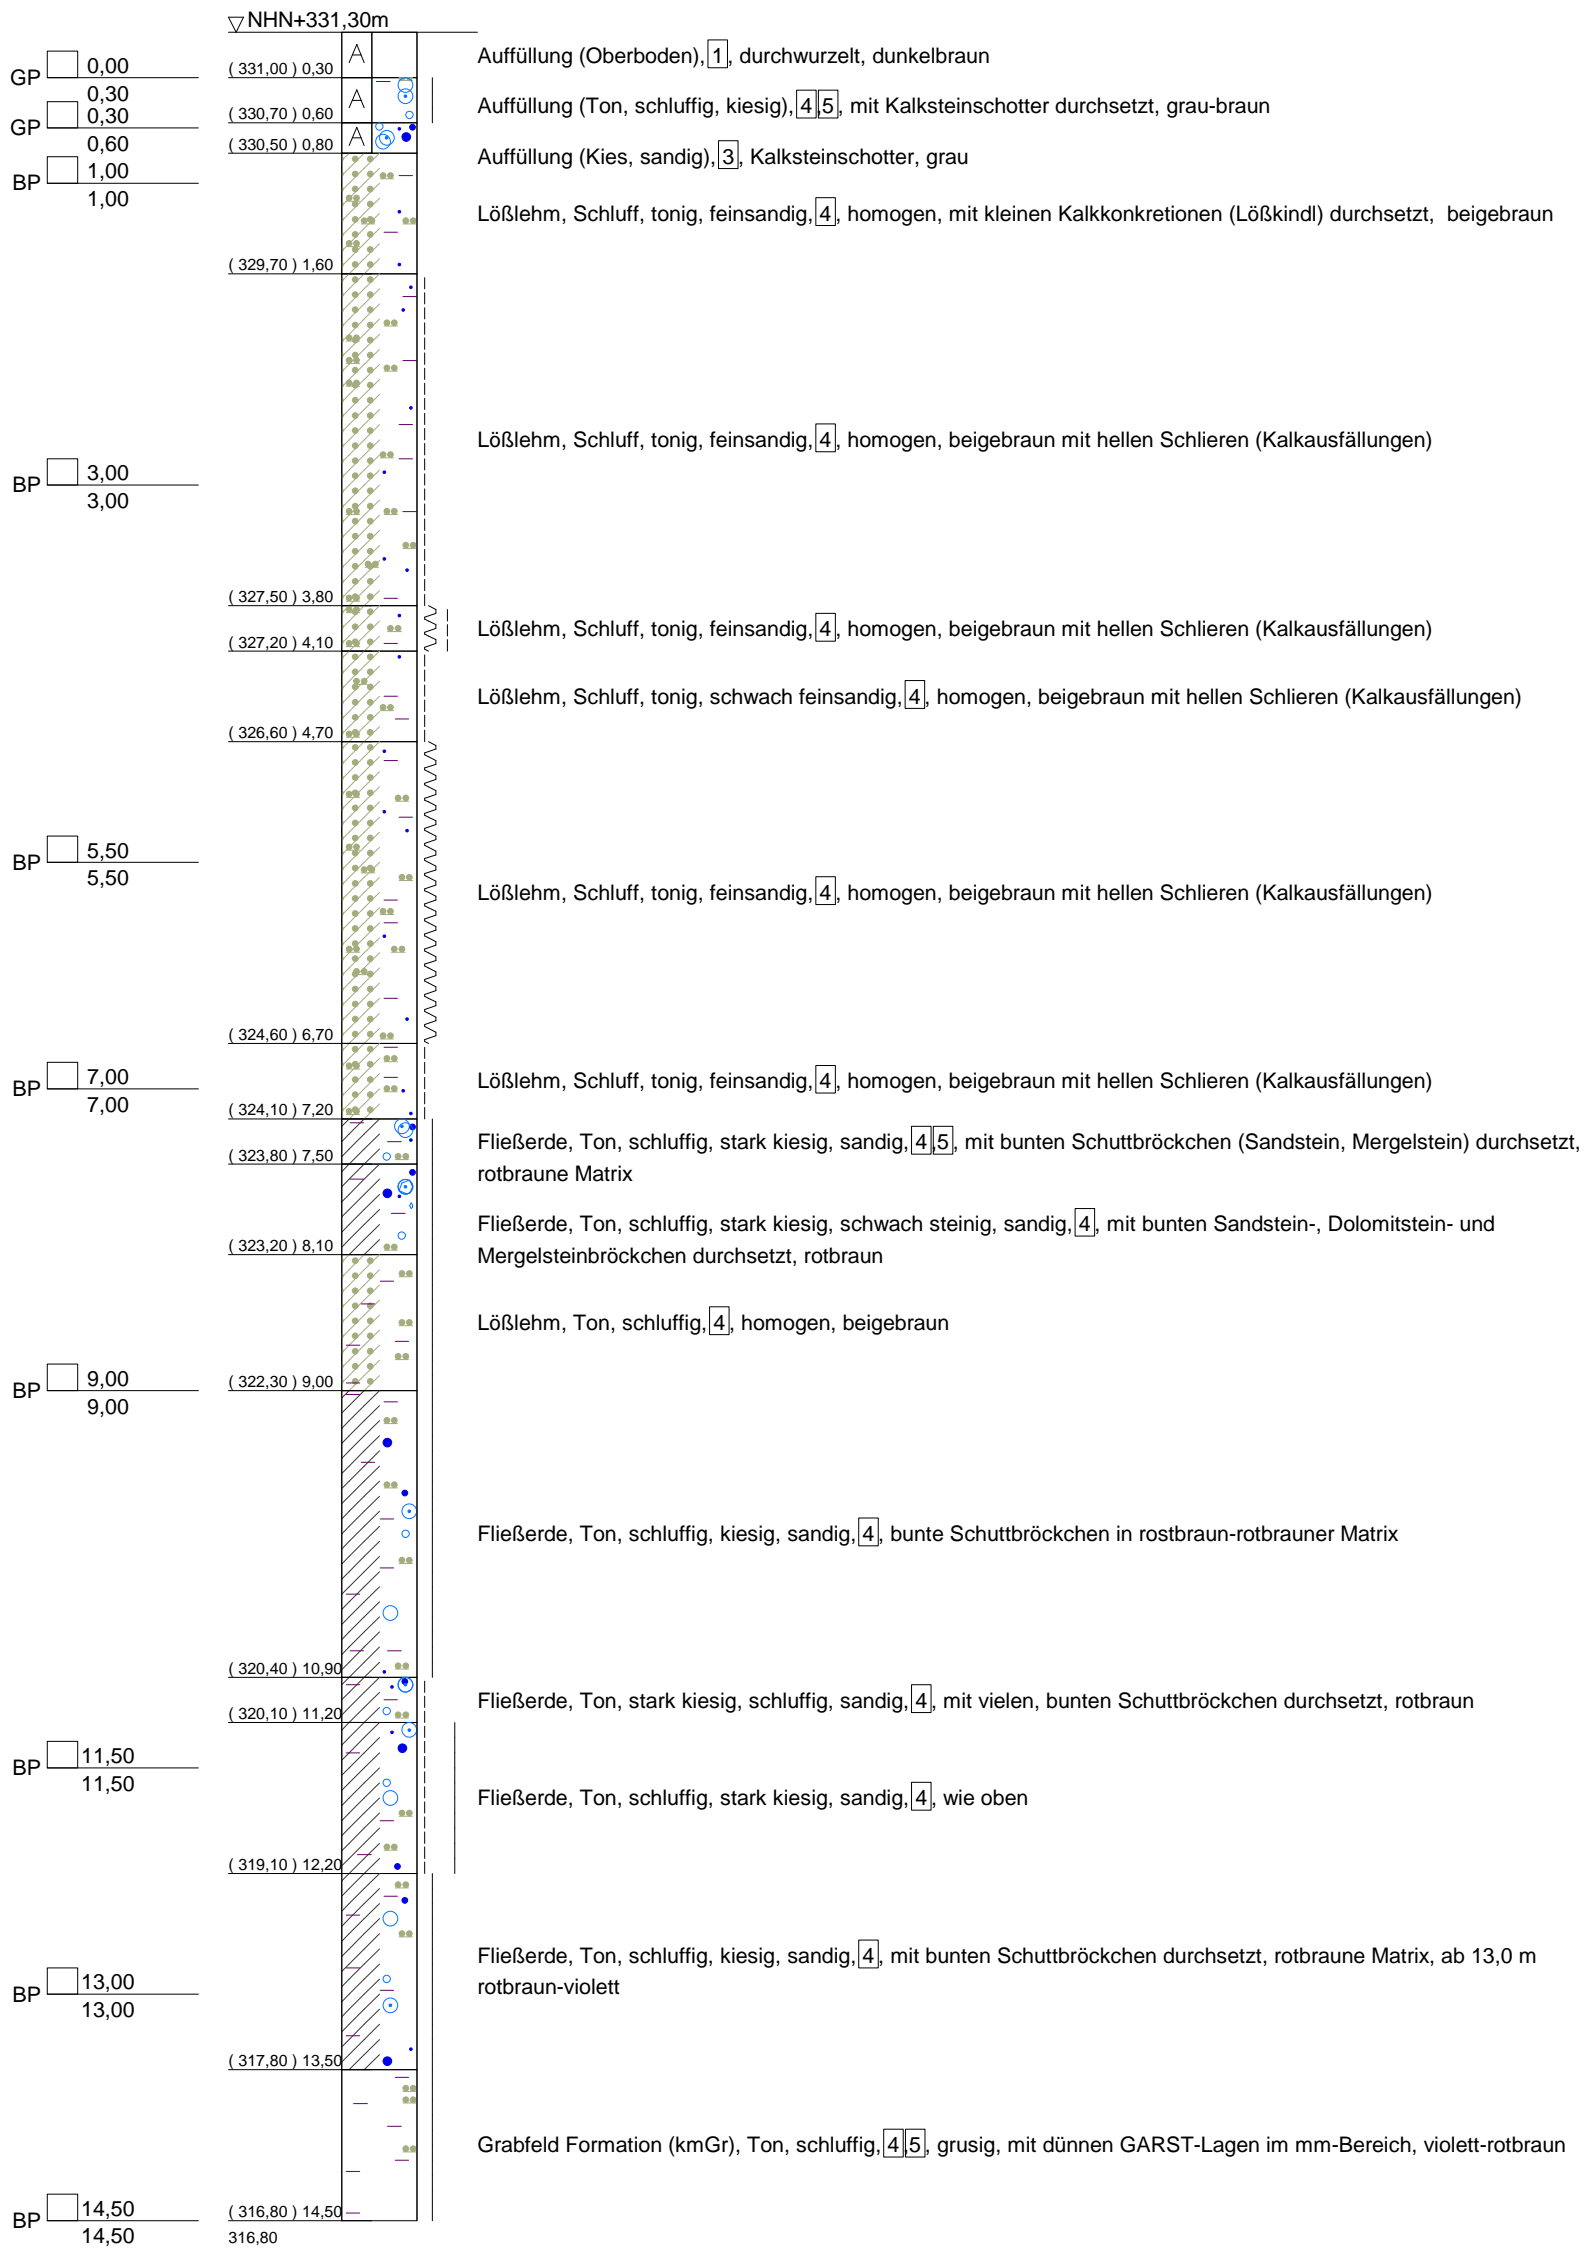 NHN+331,30m
A
Auffüllung (Oberboden), 1, durchwurzelt, dunkelbraun
GP 0,00
0,30
( 331,00 ) 0,30
A
Auffüllung (Ton, schluffig, kiesig), 4, 5, mit Kalksteinschotter durchsetzt, grau-braun
GP 0,30
0,60
( 330,70 ) 0,60
A
( 330,50 ) 0,80
Auffüllung (Kies, sandig), 3, Kalksteinschotter, grau
BP 1,00
1,00
Lößlehm, Schluff, tonig, feinsandig, 4, homogen, mit kleinen Kalkkonkretionen (Lößkindl) durchsetzt, beigebraun
( 329,70 ) 1,60
Lößlehm, Schluff, tonig, feinsandig, 4, homogen, beigebraun mit hellen Schlieren (Kalkausfällungen)
BP 3,00
3,00
( 327,50 ) 3,80
Lößlehm, Schluff, tonig, feinsandig, 4, homogen, beigebraun mit hellen Schlieren (Kalkausfällungen)
( 327,20 ) 4,10
Lößlehm, Schluff, tonig, schwach feinsandig, 4, homogen, beigebraun mit hellen Schlieren (Kalkausfällungen)
( 326,60 ) 4,70
BP 5,50
5,50
Lößlehm, Schluff, tonig, feinsandig, 4, homogen, beigebraun mit hellen Schlieren (Kalkausfällungen)
( 324,60 ) 6,70
BP 7,00
7,00
Lößlehm, Schluff, tonig, feinsandig, 4, homogen, beigebraun mit hellen Schlieren (Kalkausfällungen)
( 324,10 ) 7,20
Fließerde, Ton, schluffig, stark kiesig, sandig, 4, 5, mit bunten Schuttbröckchen (Sandstein, Mergelstein) durchsetzt,
rotbraune Matrix
( 323,80 ) 7,50
Fließerde, Ton, schluffig, stark kiesig, schwach steinig, sandig, 4, mit bunten Sandstein-, Dolomitstein- und
Mergelsteinbröckchen durchsetzt, rotbraun
( 323,20 ) 8,10
Lößlehm, Ton, schluffig, 4, homogen, beigebraun
BP 9,00
9,00
( 322,30 ) 9,00
Fließerde, Ton, schluffig, kiesig, sandig, 4, bunte Schuttbröckchen in rostbraun-rotbrauner Matrix
( 320,40 ) 10,90
Fließerde, Ton, stark kiesig, schluffig, sandig, 4, mit vielen, bunten Schuttbröckchen durchsetzt, rotbraun
( 320,10 ) 11,20
BP 11,50
11,50
Fließerde, Ton, schluffig, stark kiesig, sandig, 4, wie oben
( 319,10 ) 12,20
Fließerde, Ton, schluffig, kiesig, sandig, 4, mit bunten Schuttbröckchen durchsetzt, rotbraune Matrix, ab 13,0 m
rotbraun-violett
BP 13,00
13,00
( 317,80 ) 13,50
Grabfeld Formation (kmGr), Ton, schluffig, 4, 5, grusig, mit dünnen GARST-Lagen im mm-Bereich, violett-rotbraun
BP 14,50
14,50
( 316,80 ) 14,50
316,80